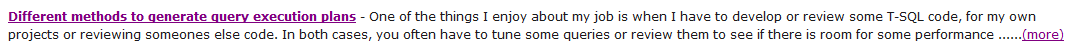 Different methods to generate query execution plans - One of the things I enjoy about my job is when I have to develop or review some T-SQL code, for my own
projects or reviewing someones else code. In both cases, you often have to tune some queries or review them to see if there is room for some performance ......(more)